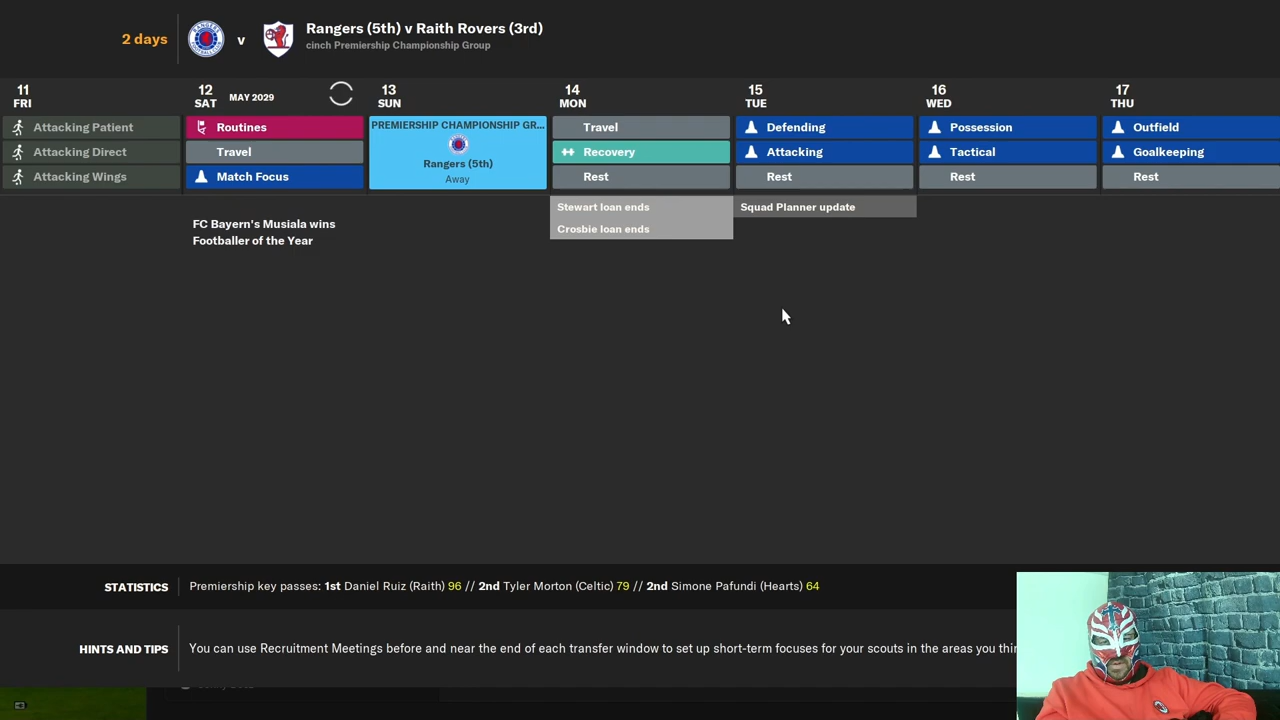 2 days
v
Rangers (5th) v Raith Rovers (3rd)
cinch Premiership Championship Group
11
FRI
12
SAT
MAY 2029
13
SUN
14
MON
15
TUE
16
WED
17
THU
Attacking Patient
Attacking Direct
Attacking Wings
Routines
Travel
Match Focus
FC Bayern's Musiala wins
Footballer of the Year
PREMIERSHIP CHAMPIONSHIP GR...
Rangers (5th)
Away
Travel
Recovery
Rest
Stewart loan ends
Crosbie loan ends
Defending
Attacking
Rest
Squad Planner update
Possession
Tactical
Rest
Outfield
Goalkeeping
Rest
STATISTICS
Premiership key passes: 1st Daniel Ruiz (Raith) 96 // 2nd Tyler Morton (Celtic) 79 // 2nd Simone Pafundi (Hearts) 64
HINTS AND TIPS
You can use Recruitment Meetings before and near the end of each transfer window to set up short-term focuses for your scouts in the areas you thin